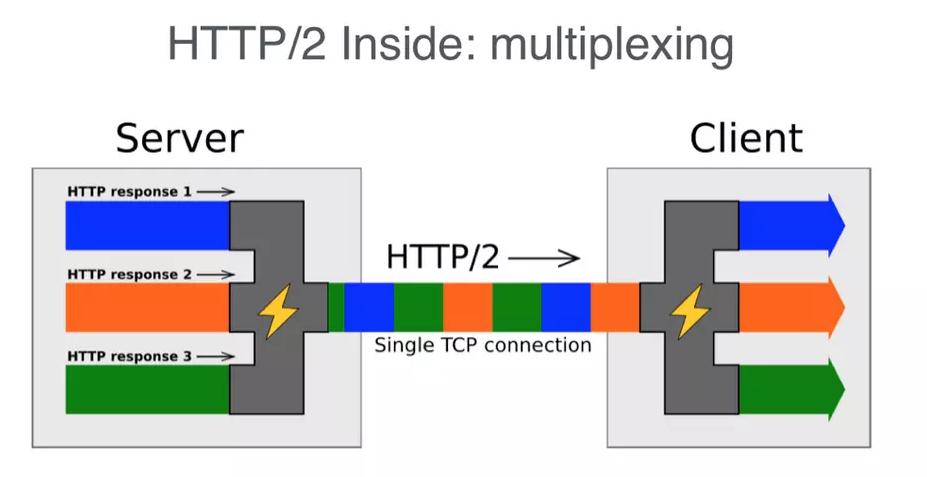 HTTP/2 Inside: multiplexing
Server
Client
HTTP response 1
HTTP response 2
HTTP response 3
HTTP/2
Single TCP connection